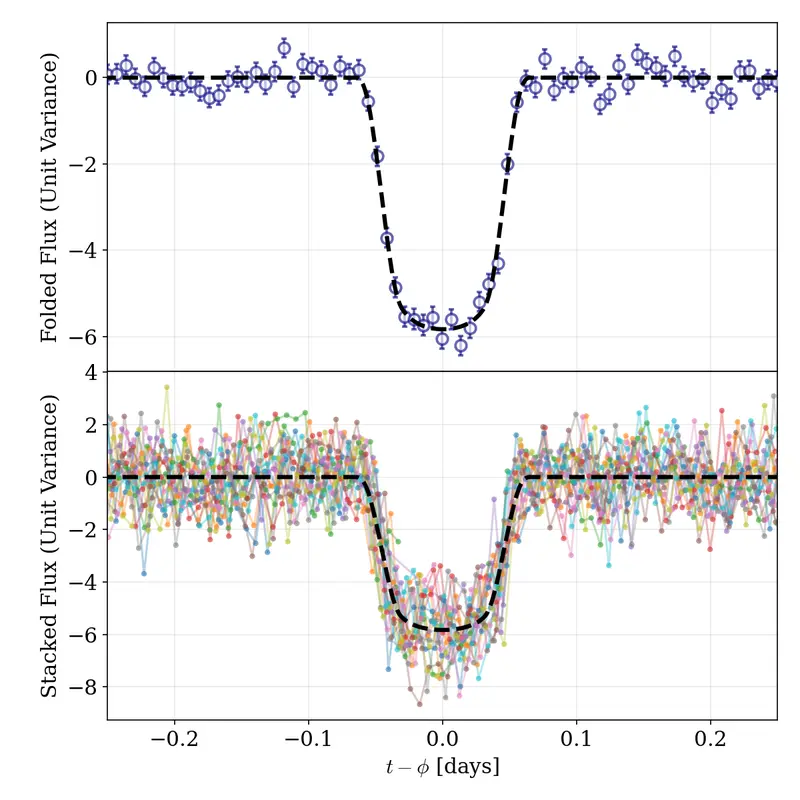 Folded Flux (Unit Variance)
0
−2
−4
−6
Stacked Flux (Unit Variance)
4
2
0
−2
−4
−6
−8
−0.2 −0.1 0.0 0.1 0.2
t − ϕ [days]